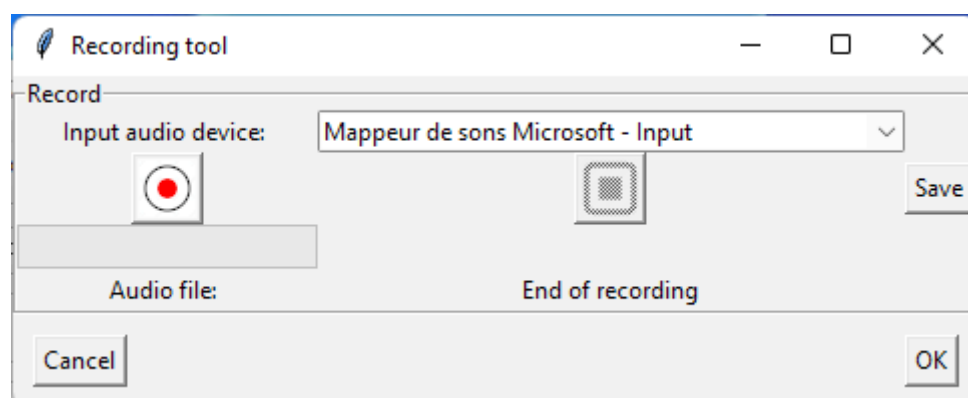 Recording tool
Record
Input audio device: Mappeur de sons Microsoft - Input
Save
Audio file: End of recording
Cancel OK